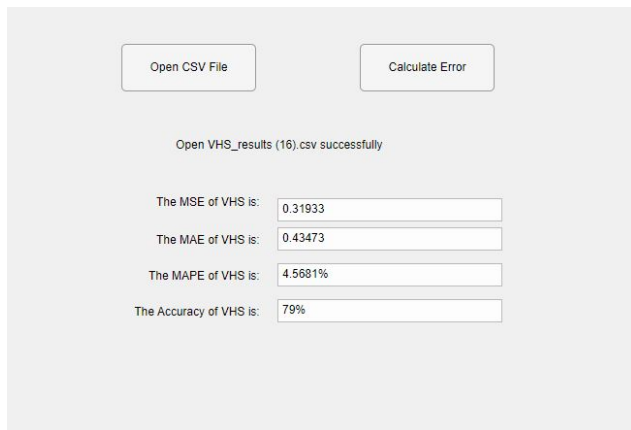 Open CSV File
Calculate Error
Open VHS_results (16).csv successfully
The MSE of VHS is: 0.31933
The MAE of VHS is: 0.43473
The MAPE of VHS is: 4.5681%
The Accuracy of VHS is: 79%